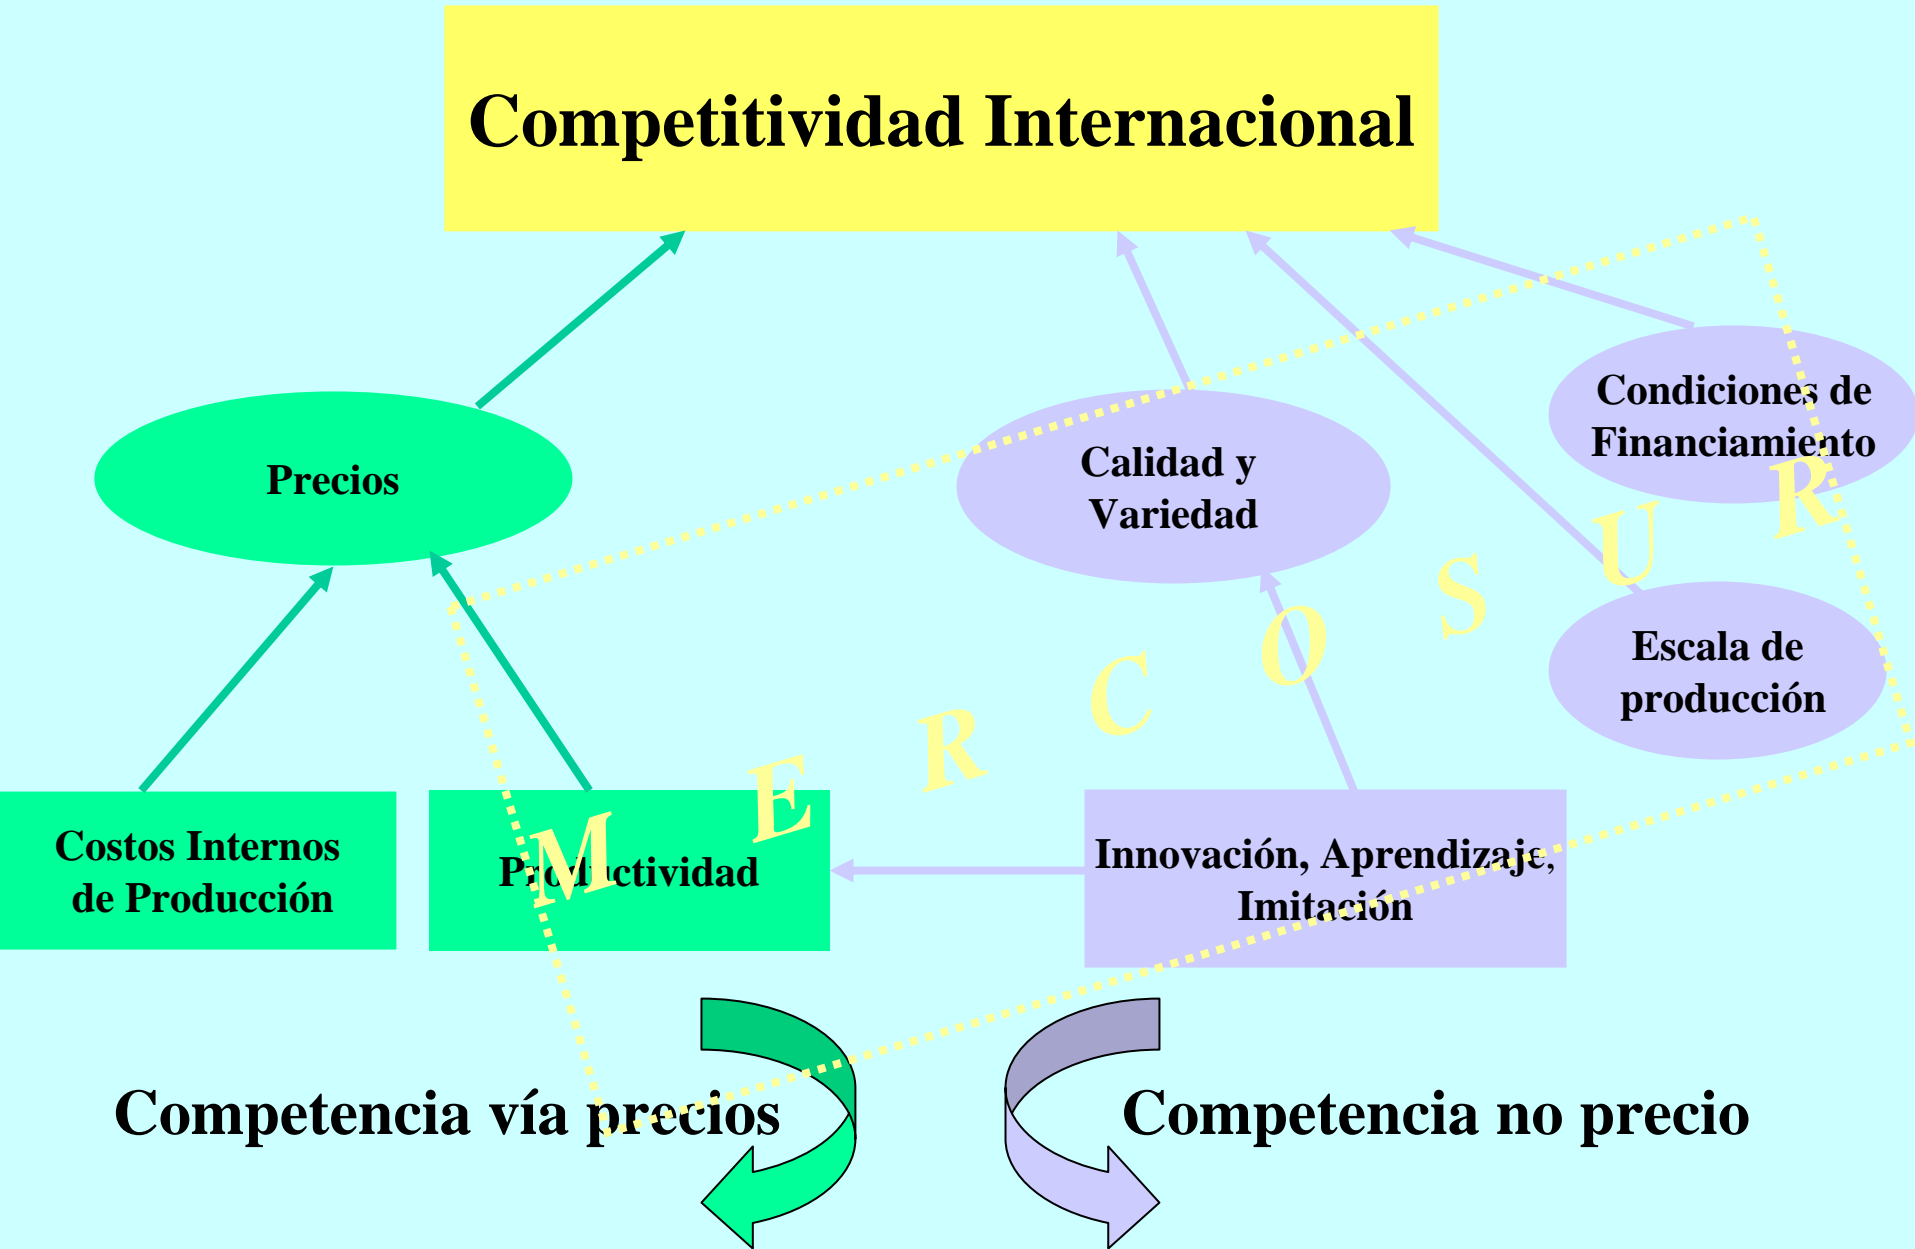 Competitividad Internacional
Condiciones de
Financiamiento
Precios
Calidad y
Variedad
Escala de
producción
M E R C O S U R
Costos Internos
de Producción
Productividad
Innovación, Aprendizaje,
Imitación
Competencia vía precios
Competencia no precio